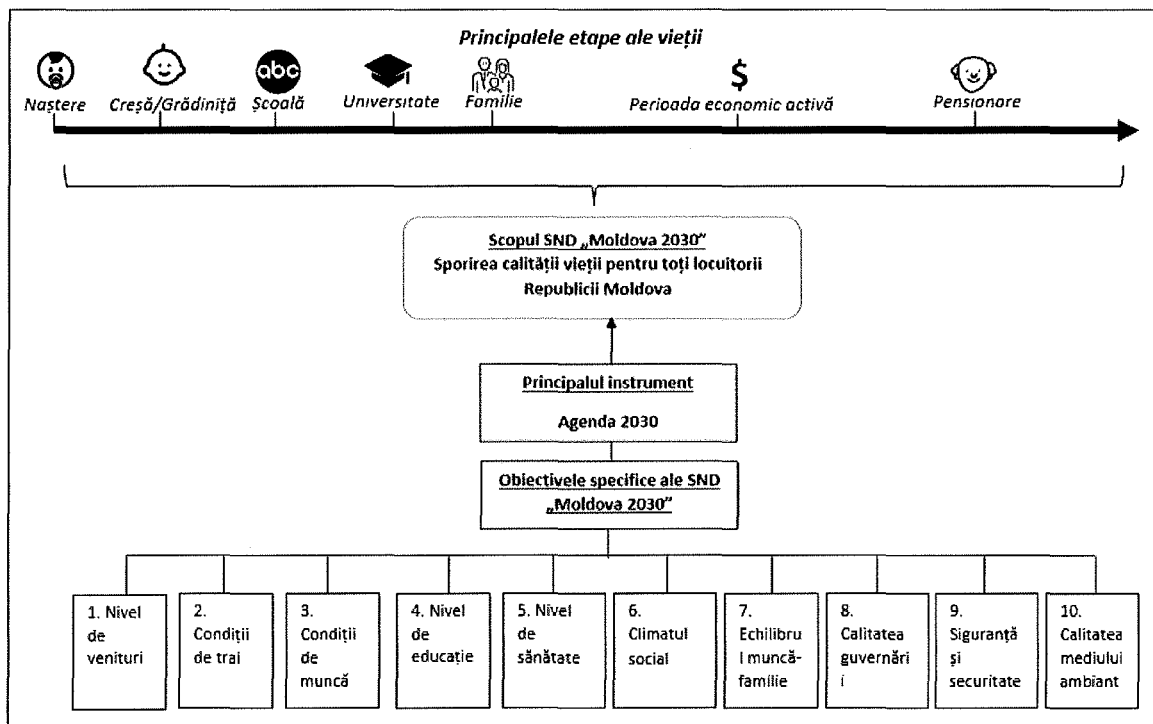 Principalele etape ale vieții
abc
$
Naștere
Creșă/Grădiniță
Școală
Universitate
Familie
Perioada economic activă
Pensionare
Scopul SND „Moldova 2030”
Sporirea calității vieții pentru toți locuitorii
Republicii Moldova
Principalul instrument
Agenda 2030
Obiectivele specifice ale SND
„Moldova 2030”
1. Nivel
de
venituri
2.
Condiții
de trai
3.
Condiții
de
muncă
4. Nivel
de
educație
5. Nivel
de
sănătate
6.
Climatul
social
7.
Echilibru
l muncă-
familie
8.
Calitatea
guvernări
i
9.
Siguranță
și
securitate
10.
Calitatea
mediului
ambiant